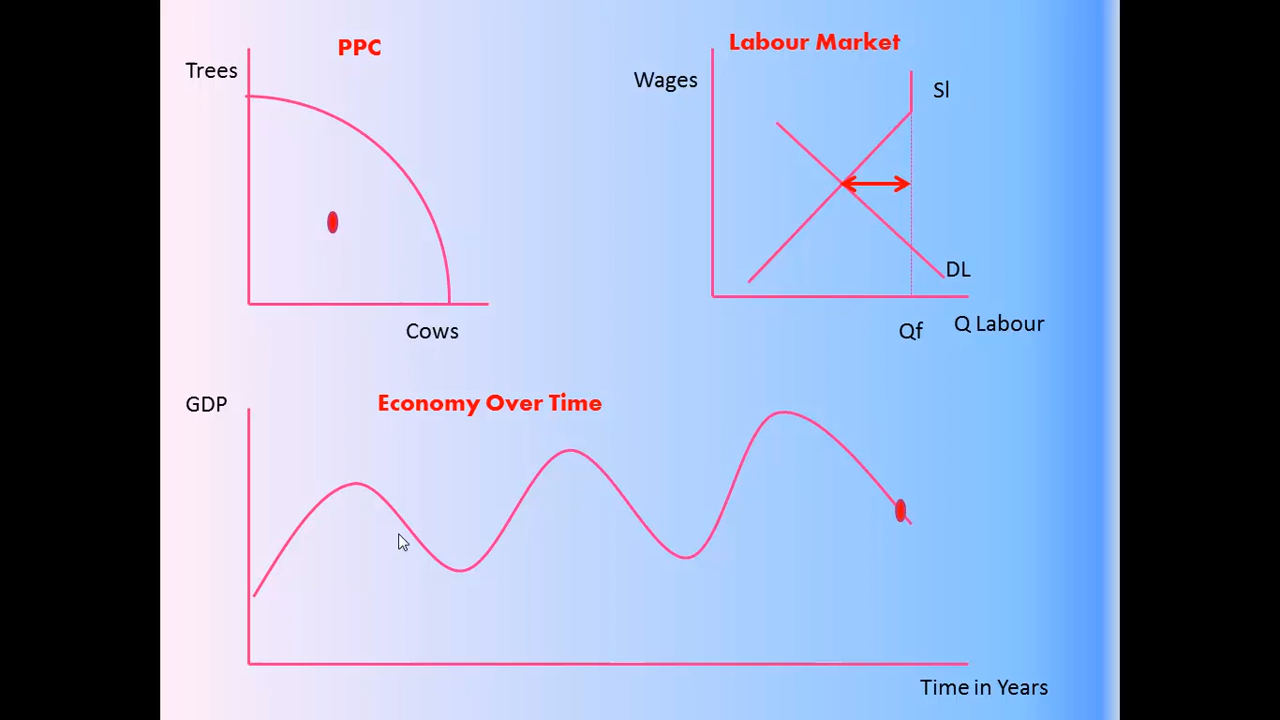 PPC
Trees
Cows
Labour Market
Wages
Sl
DL
Qf
Q Labour
Economy Over Time
GDP
Time in Years